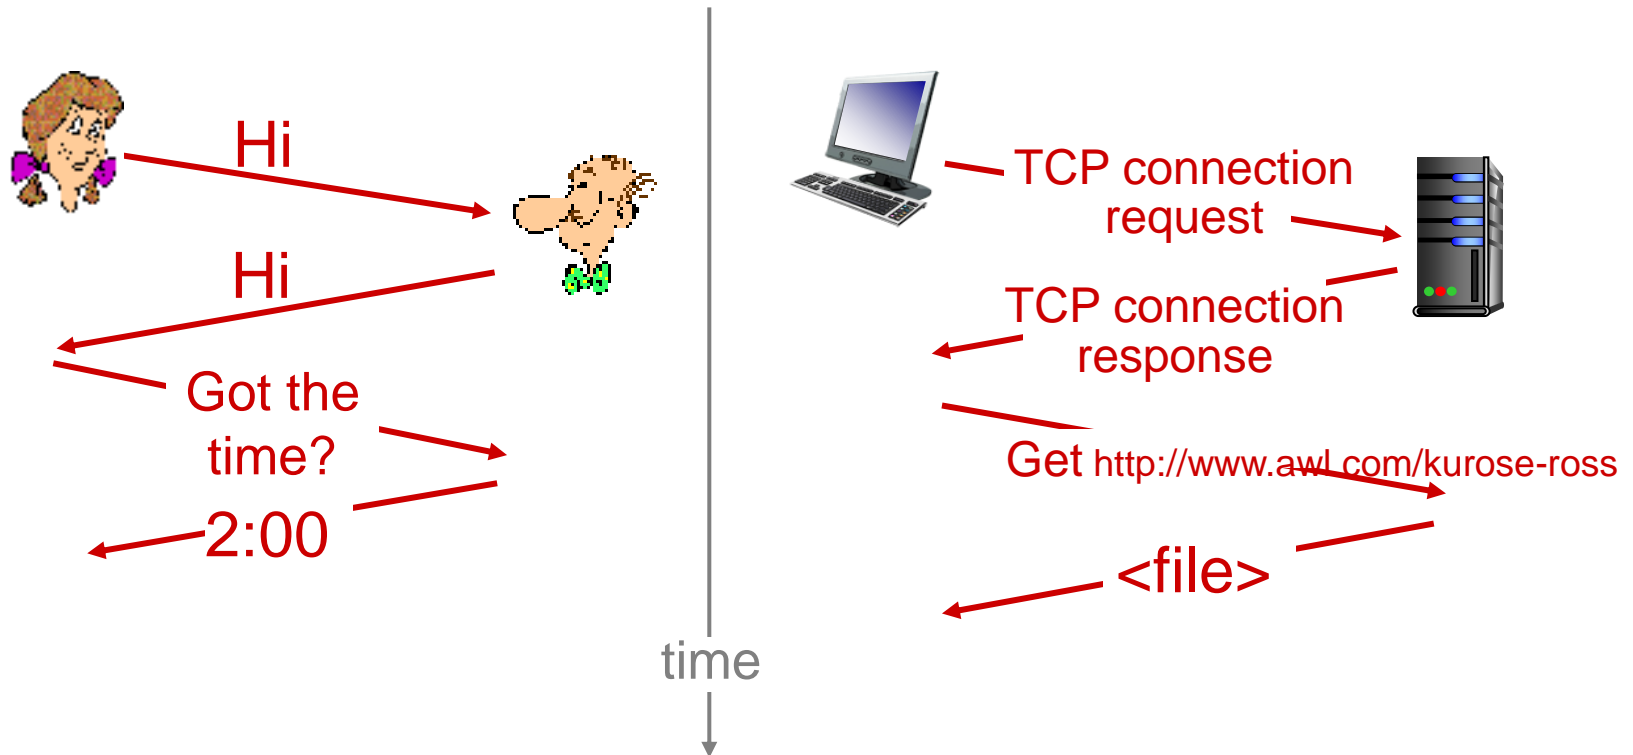 Hi
Hi
Got the
time?
2:00
time
TCP connection
request
TCP connection
response
Get http://www.awl.com/kurose-ross
<file>